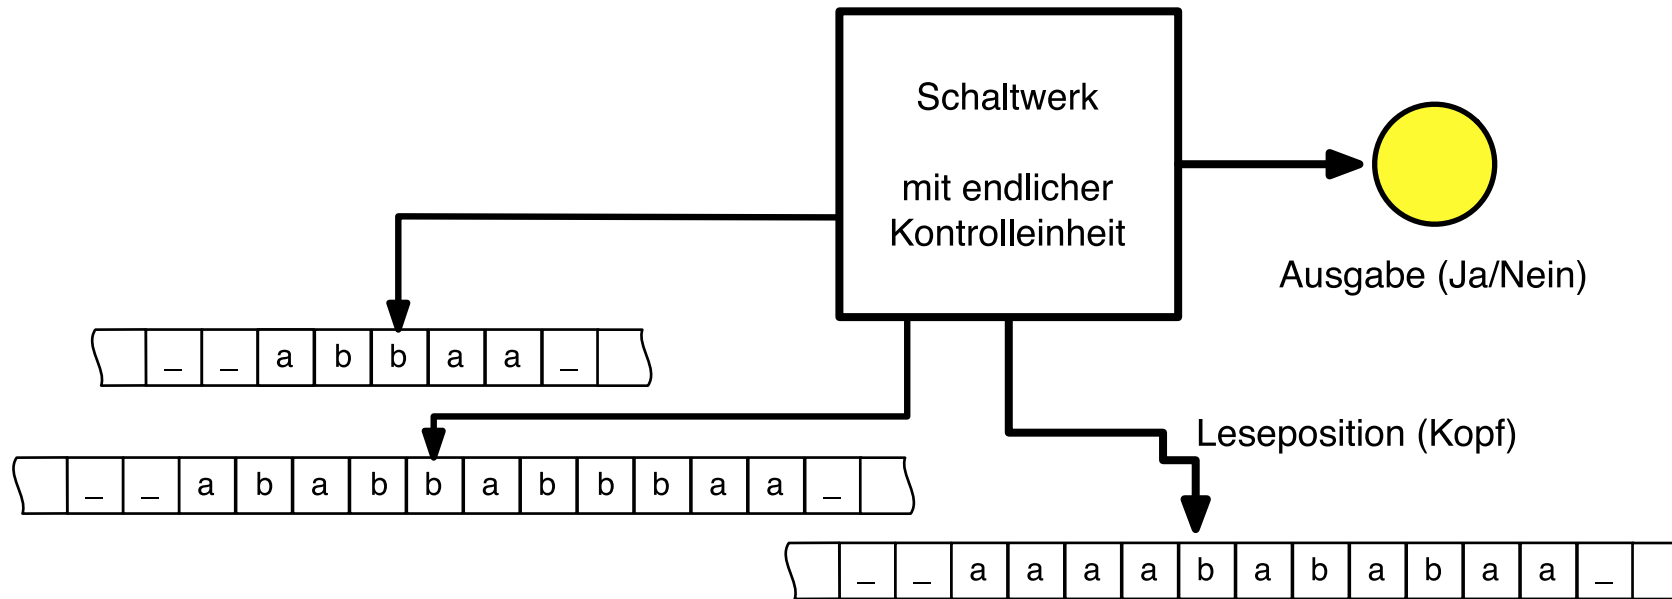 Schaltwerk
mit endlicher
Kontrolleinheit
Ausgabe (Ja/Nein)
_ _ a b b a a _
Leseposition (Kopf)
_ _ a b a b b a b b b a a _
_ _ a a a a b a b a b a a _